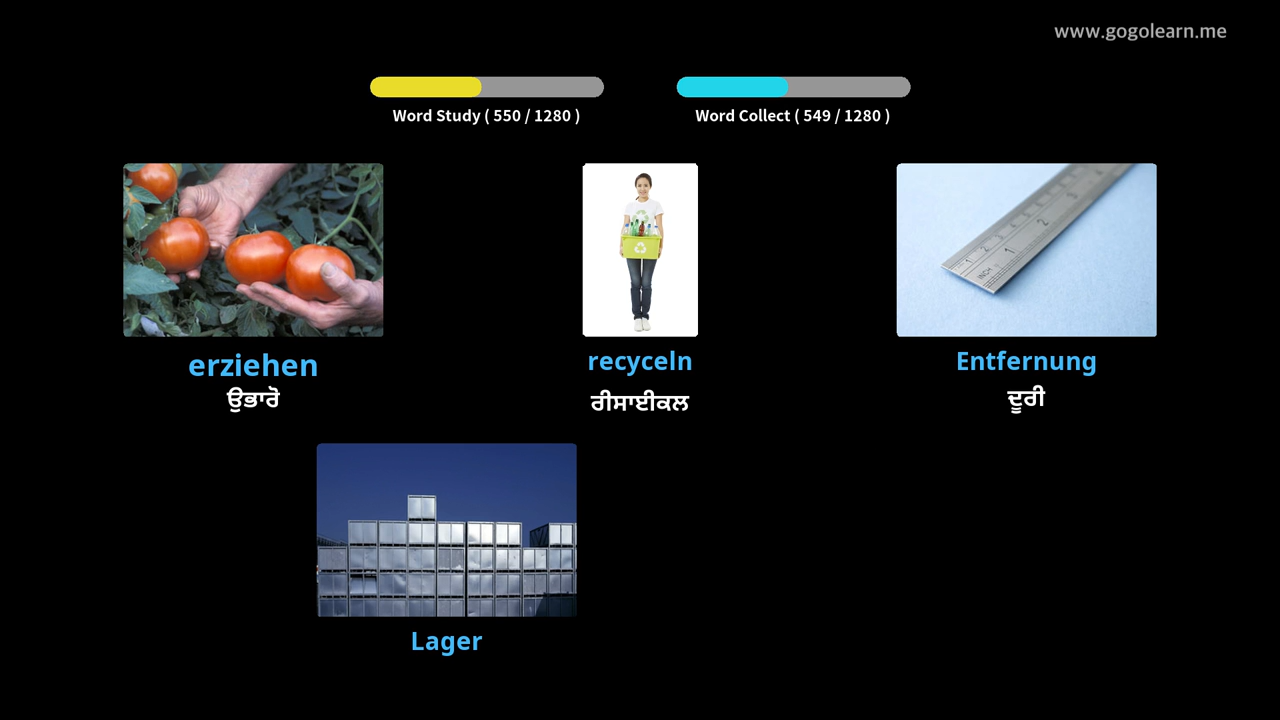 www.gogolearn.me
Word Study ( 550 / 1280 )
Word Collect ( 549 / 1280 )
erziehen
ਉਭਾਰੋ
recyceln
ਰੀਸਾਈਕਲ
Entfernung
ਦੂਰੀ
Lager